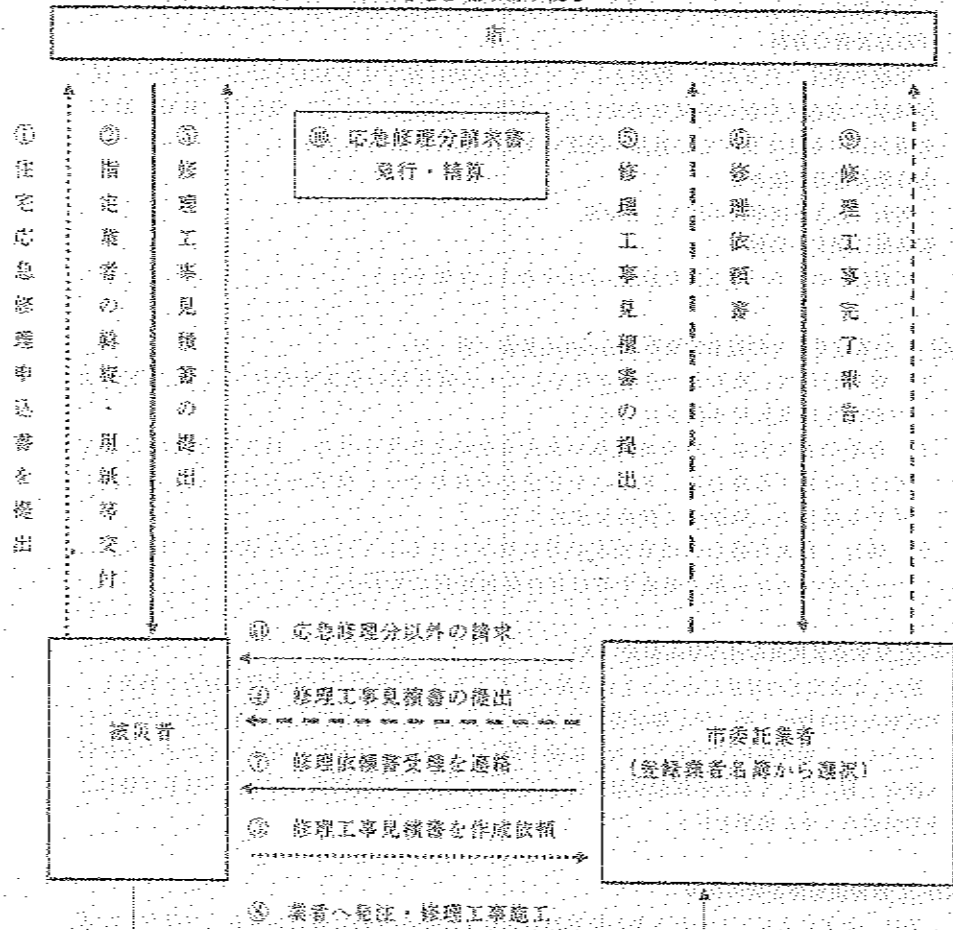 市
① 住宅応急修理申込書を提出
② 指定業者の斡旋・用紙等交付
⑤ 修理工事見積書の提出
⑩ 応急修理分請求書
発行・精算
⑤ 修理工事見積書の提出
⑥ 修理依頼書
⑨ 修理工事完了報告
⑪ 応急修理分以外の請求
④ 修理工事見積書の提出
⑦ 修理依頼書受理を連絡
③ 修理工事見積書を作成依頼
⑧ 業者へ発注・修理工事施工
被災者
市委託業者
(登録業者名簿から選択)